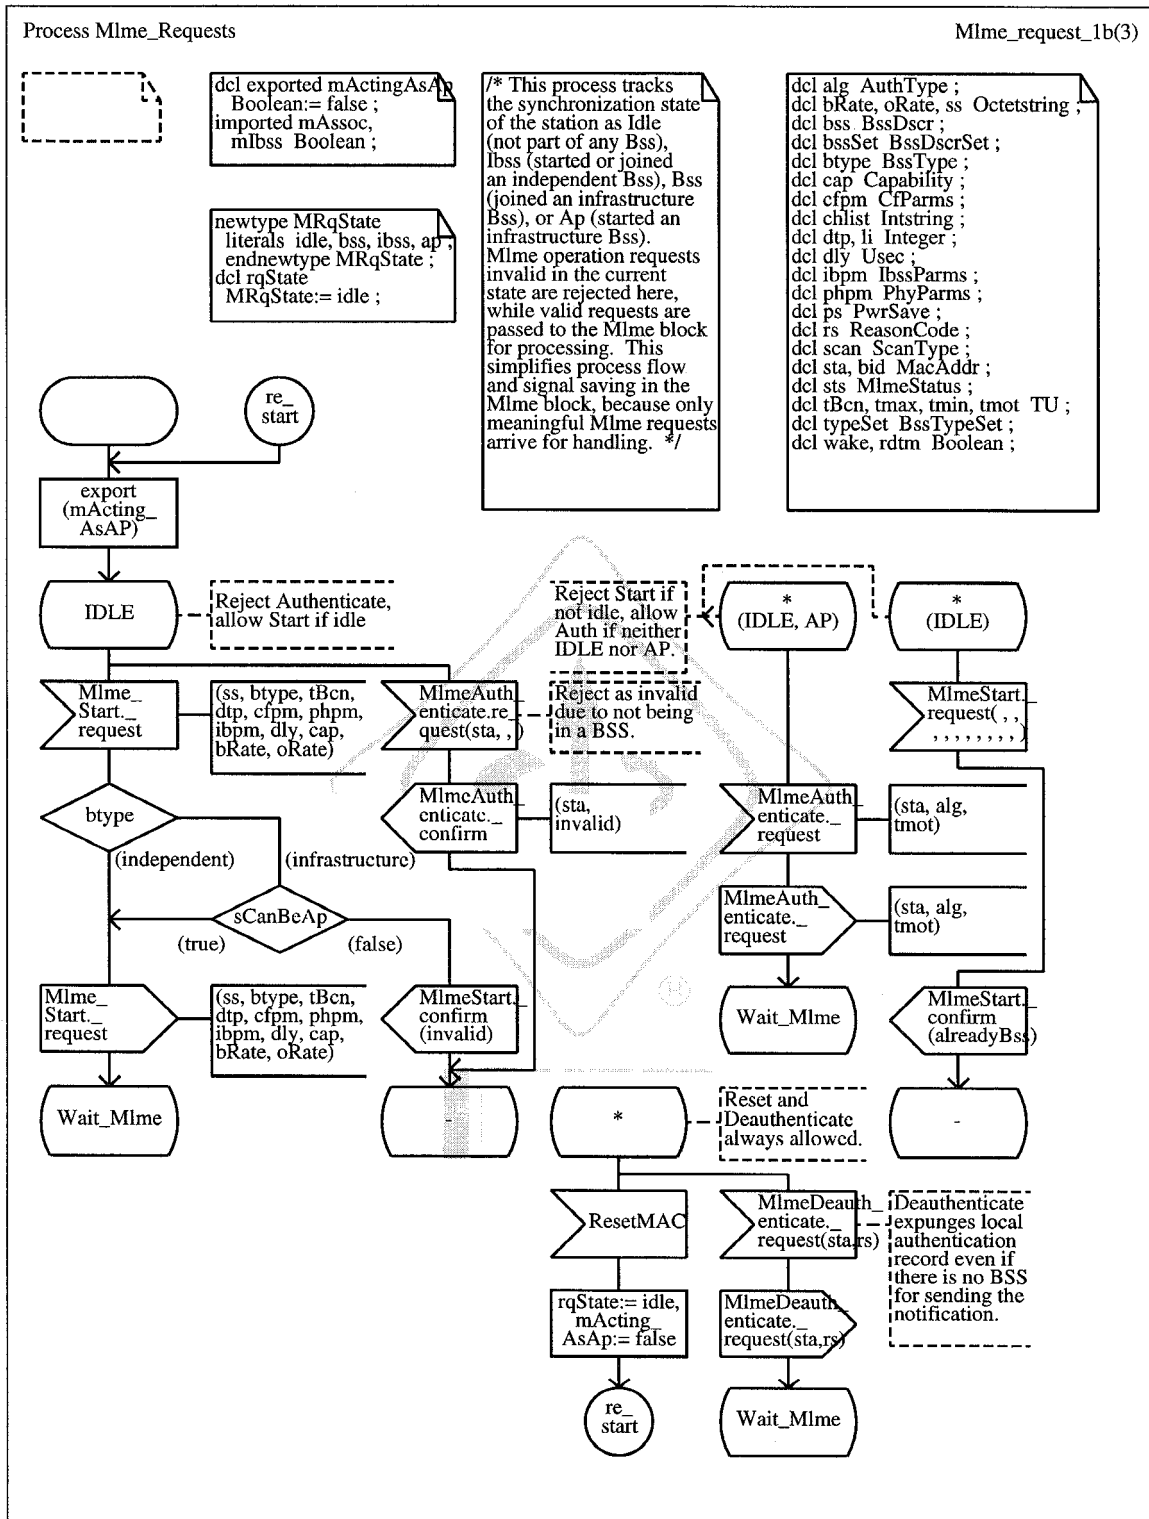 Process Mlme_Requests
Mlme_request_1b(3)
dcl exported mActingAsAp
Boolean:= false ;
imported mAssoc,
mIbss Boolean ;
newtype MRqState
literals idle, bss, ibss, ap ;
endnewtype MRqState ;
dcl rqState
MRqState:= idle ;
/* This process tracks
the synchronization state
of the station as Idle
(not part of any Bss),
Ibss (started or joined
an independent Bss), Bss
(joined an infrastructure
Bss), or Ap (started an
infrastructure Bss).
Mlme operation requests
invalid in the current
state are rejected here,
while valid requests are
passed to the Mlme block
for processing. This
simplifies process flow
and signal saving in the
Mlme block, because only
meaningful Mlme requests
arrive for handling. */
dcl alg AuthType ;
dcl bRate, oRate, ss Octetstring ;
dcl bss BssDscr ;
dcl bssSet BssDscrSet ;
dcl btype BssType ;
dcl cap Capability ;
dcl cfpm CfParms ;
dcl chlist Intstring ;
dcl dtp, li Integer ;
dcl dly Usec ;
dcl ibpm IbssParms ;
dcl phpm PhyParms ;
dcl ps PwrSave ;
dcl rs ReasonCode ;
dcl scan ScanType ;
dcl sta, bid MacAddr ;
dcl sts MlmeStatus ;
dcl tBcn, tmax, tmin, tmot TU ;
dcl typeSet BssTypeSet ;
dcl wake, rdtm Boolean ;
re_
start
export
(mActing_
AsAP)
IDLE
Reject Authenticate,
allow Start if idle
Mlme_
Start._
request
(ss, btype, tBcn,
dtp, cfpm, phpm,
ibpm, dly, cap,
bRate, oRate)
MlmeAuth_
enticate.re_
quest(sta, , )
Reject as invalid
due to not being
in a BSS.
btype
(independent)
(infrastructure)
MlmeAuth_
enticate._
confirm
(sta,
invalid)
sCanBeAp
(true)
(false)
Mlme_
Start._
request
(ss, btype, tBcn,
dtp, cfpm, phpm,
ibpm, dly, cap,
bRate, oRate)
MlmeStart._
confirm
(invalid)
Wait_Mlme
-
Reject Start if
not idle, allow
Auth if neither
IDLE nor AP.
*
(IDLE, AP)
*
(IDLE)
MlmeStart._
request( , ,
, , , , , , , , )
MlmeAuth_
enticate._
request
(sta, alg,
tmot)
MlmeAuth_
enticate._
request
(sta, alg,
tmot)
Wait_Mlme
MlmeStart._
confirm
(alreadyBss)
-
®
*
Reset and
Deauthenticate
always allowed.
ResetMAC
MlmeDeauth_
enticate._
request(sta,rs)
Deauthenticate
expunges local
authentication
record even if
there is no BSS
for sending the
notification.
rqState:= idle,
mActing_
AsAp:= false
MlmeDeauth_
enticate._
request(sta,rs)
re_
start
Wait_Mlme